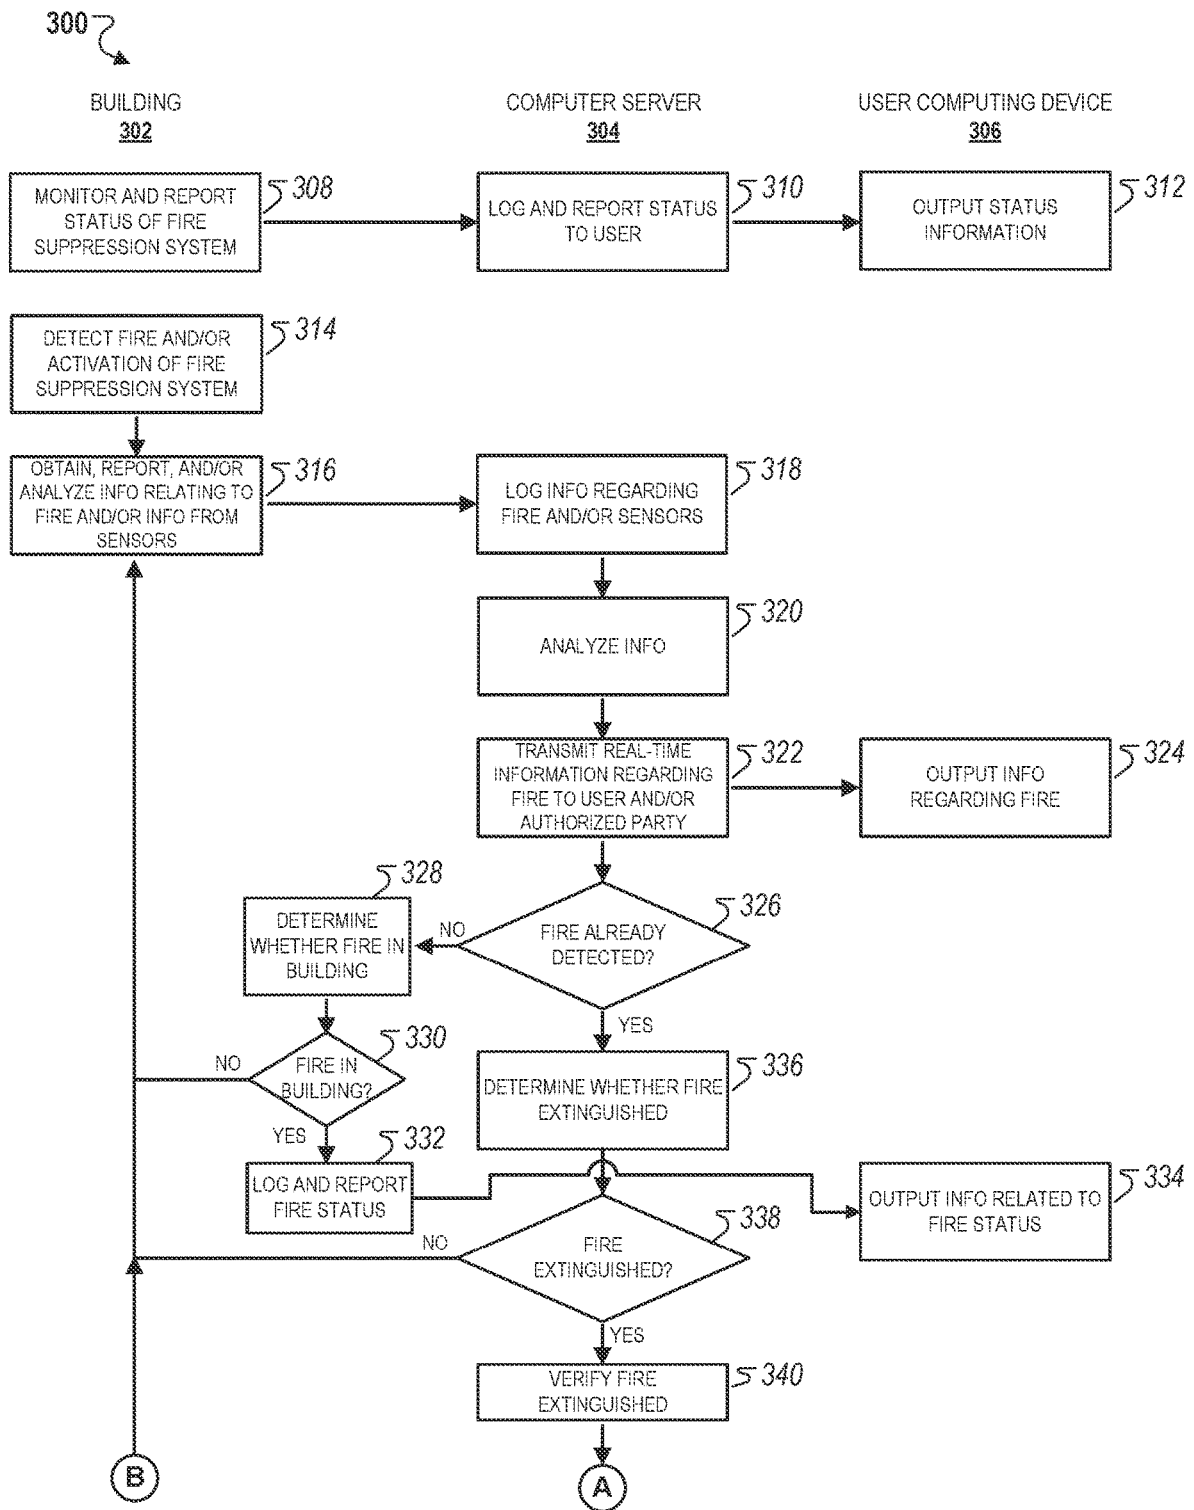 300
BUILDING
302
COMPUTER SERVER
304
USER COMPUTING DEVICE
306
MONITOR AND REPORT
STATUS OF FIRE
SUPPRESSION SYSTEM
308
LOG AND REPORT STATUS
TO USER
310
OUTPUT STATUS
INFORMATION
312
DETECT FIRE AND/OR
ACTIVATION OF FIRE
SUPPRESSION SYSTEM
314
OBTAIN, REPORT, AND/OR
ANALYZE INFO RELATING TO
FIRE AND/OR INFO FROM
SENSORS
316
LOG INFO REGARDING
FIRE AND/OR SENSORS
318
ANALYZE INFO
320
TRANSMIT REAL-TIME
INFORMATION REGARDING
FIRE TO USER AND/OR
AUTHORIZED PARTY
322
OUTPUT INFO
REGARDING FIRE
324
FIRE ALREADY
DETECTED?
326
NO
YES
DETERMINE
WHETHER FIRE IN
BUILDING
328
FIRE IN
BUILDING?
330
NO
YES
LOG AND REPORT
FIRE STATUS
332
OUTPUT INFO RELATED TO
FIRE STATUS
334
DETERMINE WHETHER FIRE
EXTINGUISHED
336
FIRE
EXTINGUISHED?
338
NO
YES
VERIFY FIRE
EXTINGUISHED
340
B
A